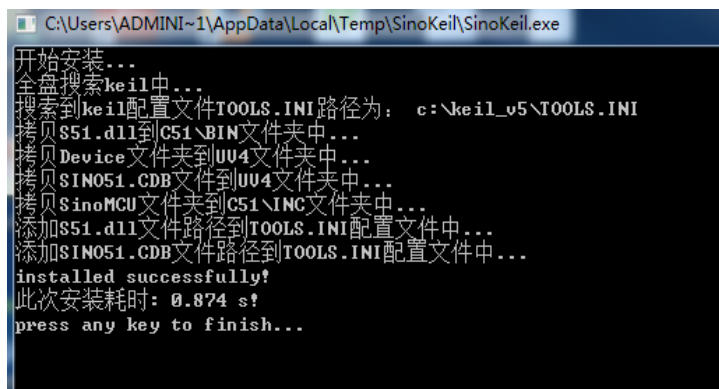 C:\Users\ADMINI~1\AppData\Local\Temp\SinoKeil\SinoKeil.exe
开始安装...
全盘搜索keil中...
搜索到keil配置文件TOOLS.INI路径为： c:\keil_v5\TOOLS.INI
拷贝S51.dll到C51\BIN文件夹中...
拷贝Device文件夹到UV4文件夹中...
拷贝SINO51.CDB文件到UV4文件夹中...
拷贝SinoMCU文件夹到C51\INC文件夹中...
添加S51.dll文件路径到TOOLS.INI配置文件中...
添加SINO51.CDB文件路径到TOOLS.INI配置文件中...
installed successfully!
此次安装耗时: 0.874 s!
press any key to finish...